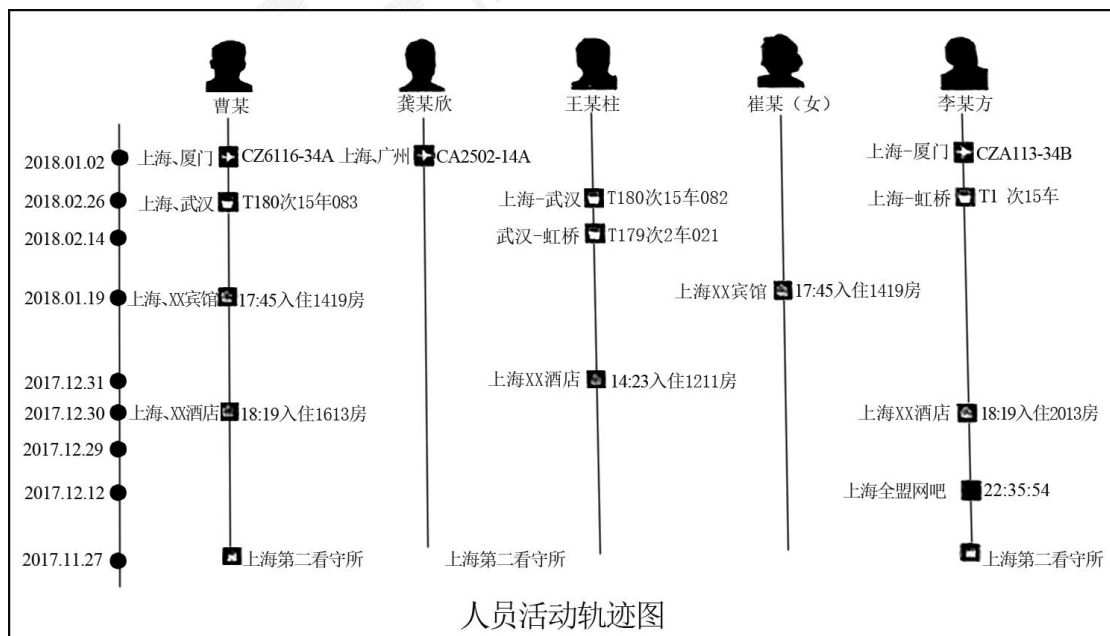 曹某 龚某欣 王某柱 崔某（女） 李某方
2018.01.02 上海、厦门 CZ6116-34A 上海、广州 CA2502-14A 上海-厦门 CZA113-34B
2018.02.26 上海、武汉 T180次15年083 上海-武汉 T180次15车082 上海-虹桥 T1 次15车
2018.02.14 武汉-虹桥 T179次2车021
2018.01.19 上海、XX宾馆 17:45入住1419房 上海XX宾馆 17:45入住1419房
2017.12.31 上海XX酒店 14:23入住1211房
2017.12.30 上海、XX酒店 18:19入住1613房 上海XX酒店 18:19入住2013房
2017.12.29
2017.12.12 上海全盟网吧 22:35:54
2017.11.27 上海第二看守所 上海第二看守所 上海第二看守所
人员活动轨迹图